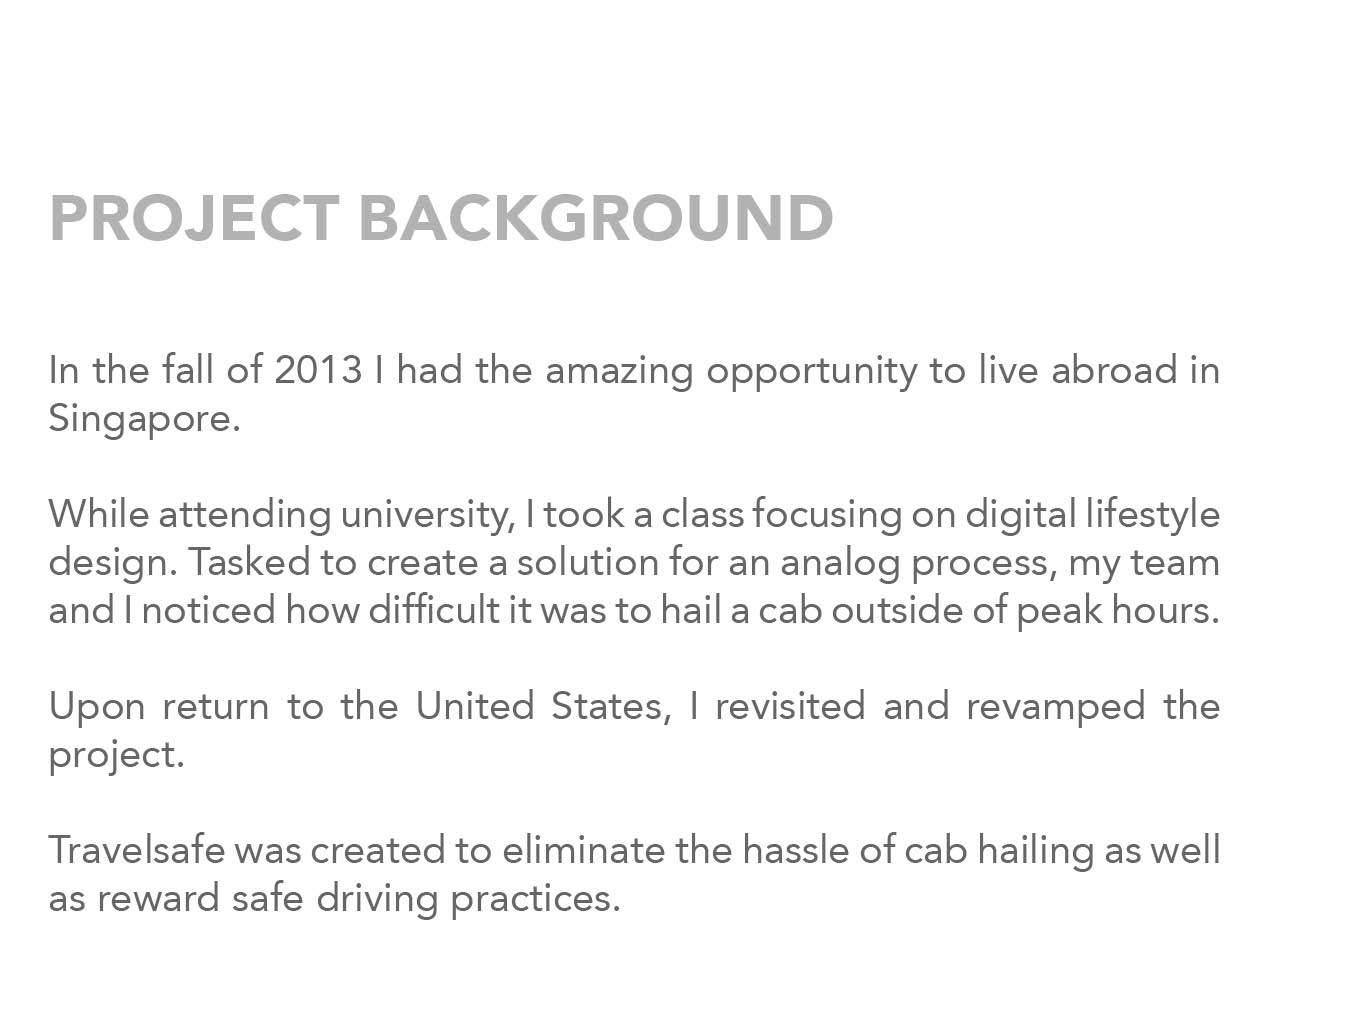 PROJECT BACKGROUND
In the fall of 2013 I had the amazing opportunity to live abroad in
Singapore.
While attending university, I took a class focusing on digital lifestyle
design. Tasked to create a solution for an analog process, my team
and I noticed how difficult it was to hail a cab outside of peak hours.
Upon return to the United States, I revisited and revamped the
project.
Travelsafe was created to eliminate the hassle of cab hailing as well
as reward safe driving practices.